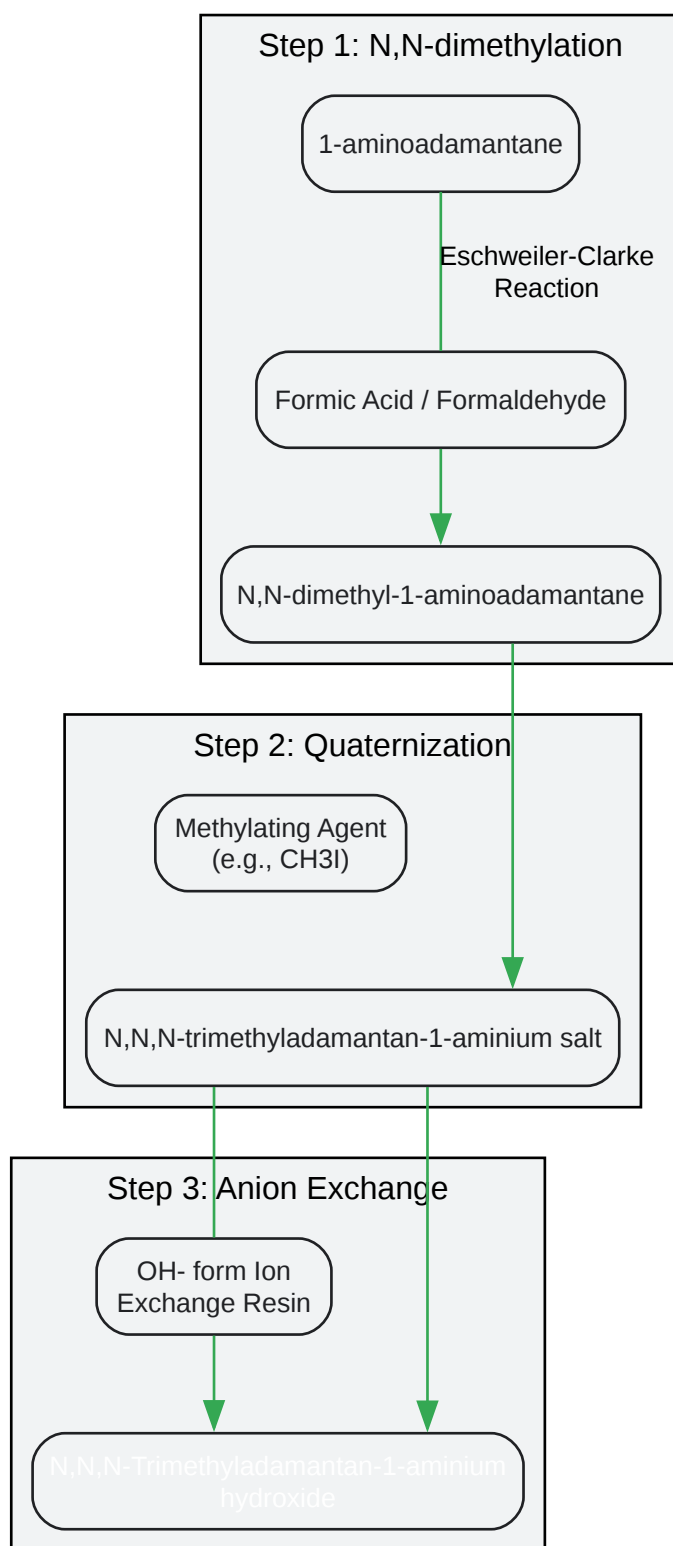 Step 1: N,N-dimethylation
1-aminoadamantane
Eschweiler-Clarke
Reaction
Formic Acid / Formaldehyde
N,N-dimethyl-1-aminoadamantane
Step 2: Quaternization
Methylating Agent
(e.g., CH3I)
N,N,N-trimethyladamantan-1-aminium salt
Step 3: Anion Exchange
OH- form Ion
Exchange Resin
N,N,N-Trimethyladamantan-1-aminium
hydroxide